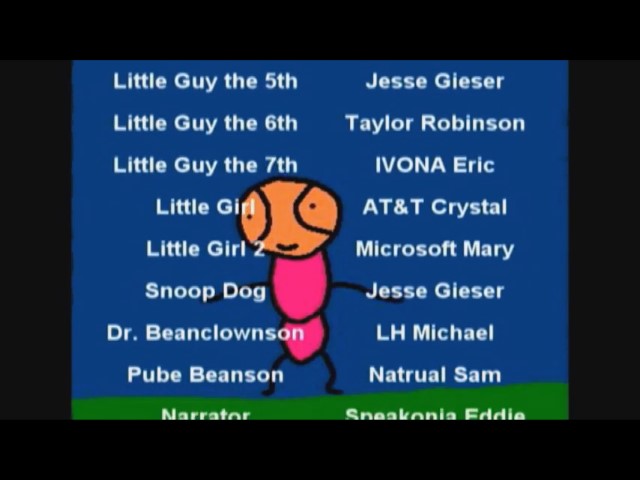 Little Guy the 5th Jesse Gieser
Little Guy the 6th Taylor Robinson
Little Guy the 7th IVONA Eric
Little Girl AT&T Crystal
Little Girl 2 Microsoft Mary
Snoop Dog Jesse Gieser
Dr. Beanclownson LH Michael
Pube Beanson Natrual Sam
Narrator Speakonia Eddie